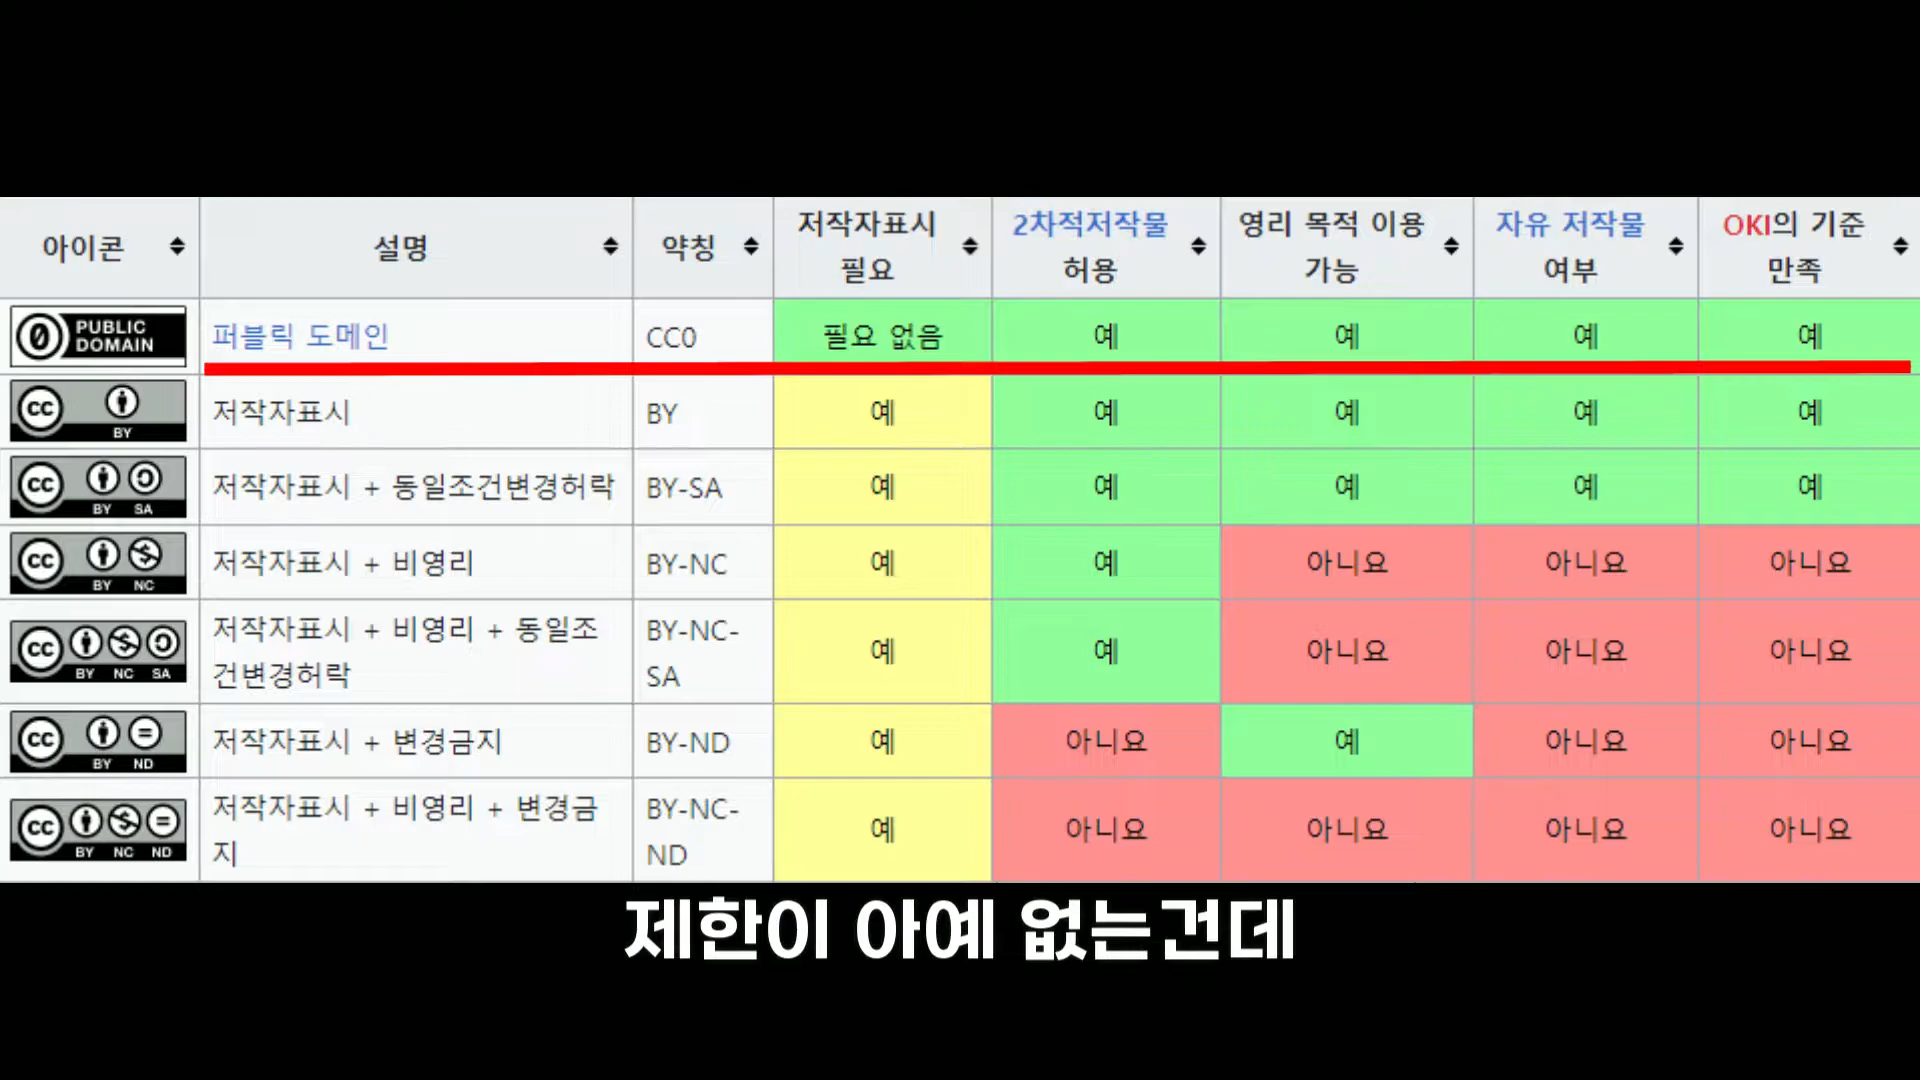 아이콘 설명 약칭 저작자표시 필요 2차적저작물 허용 영리 목적 이용 가능 자유 저작물 여부 OKI의 기준 만족
0 PUBLIC DOMAIN 퍼블릭 도메인 CC0 필요 없음 예 예 예 예
cc BY 저작자표시 BY 예 예 예 예 예
cc BY SA 저작자표시 + 동일조건변경허락 BY-SA 예 예 예 예 예
cc BY NC 저작자표시 + 비영리 BY-NC 예 예 아니요 아니요 아니요
cc BY NC SA 저작자표시 + 비영리 + 동일조건변경허락 BY-NC-SA 예 예 아니요 아니요 아니요
cc BY ND 저작자표시 + 변경금지 BY-ND 예 아니요 예 아니요 아니요
cc BY NC ND 저작자표시 + 비영리 + 변경금지 BY-NC-ND 예 아니요 아니요 아니요 아니요
제한이 아예 없는건데